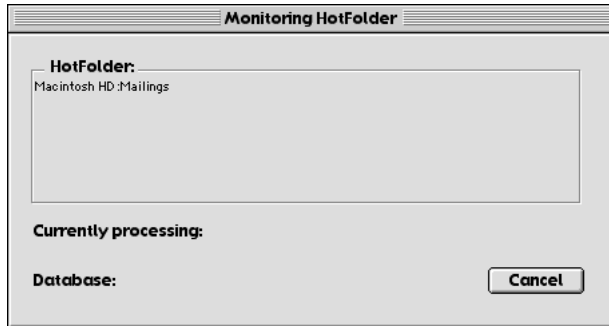 Monitoring HotFolder
HotFolder:
Macintosh HD:Mailings
Currently processing:
Database:
Cancel